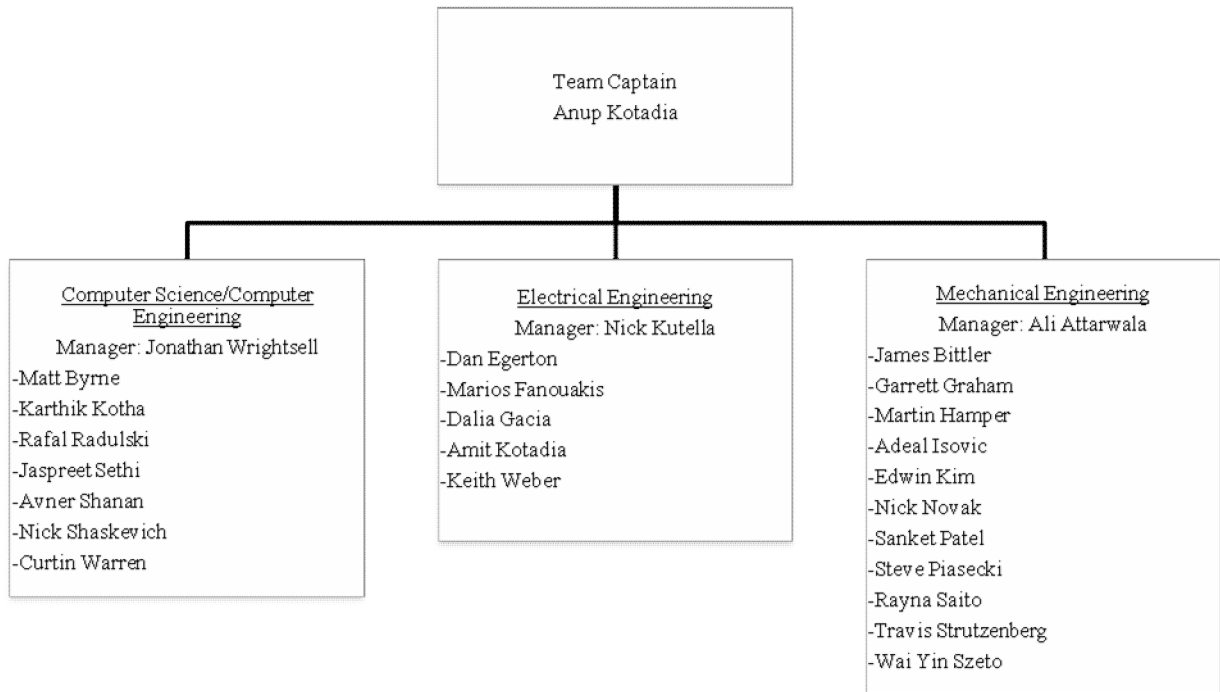 Team Captain
Anup Kotadia
Computer Science/Computer
Engineering
Manager: Jonathan Wrightsell
-Matt Byrne
-Karthik Kotha
-Rafal Radulski
-Jaspreet Sethi
-Avner Shanan
-Nick Shaskevich
-Curtin Warren
Electrical Engineering
Manager: Nick Kutella
-Dan Egerton
-Marios Fanouakis
-Dalia Gacia
-Amit Kotadia
-Keith Weber
Mechanical Engineering
Manager: Ali Attarwala
-James Bittler
-Garrett Graham
-Martin Hamper
-Adeal Isovic
-Edwin Kim
-Nick Novak
-Sanket Patel
-Steve Piasecki
-Rayna Saito
-Travis Strutzenberg
-Wai Yin Szeto